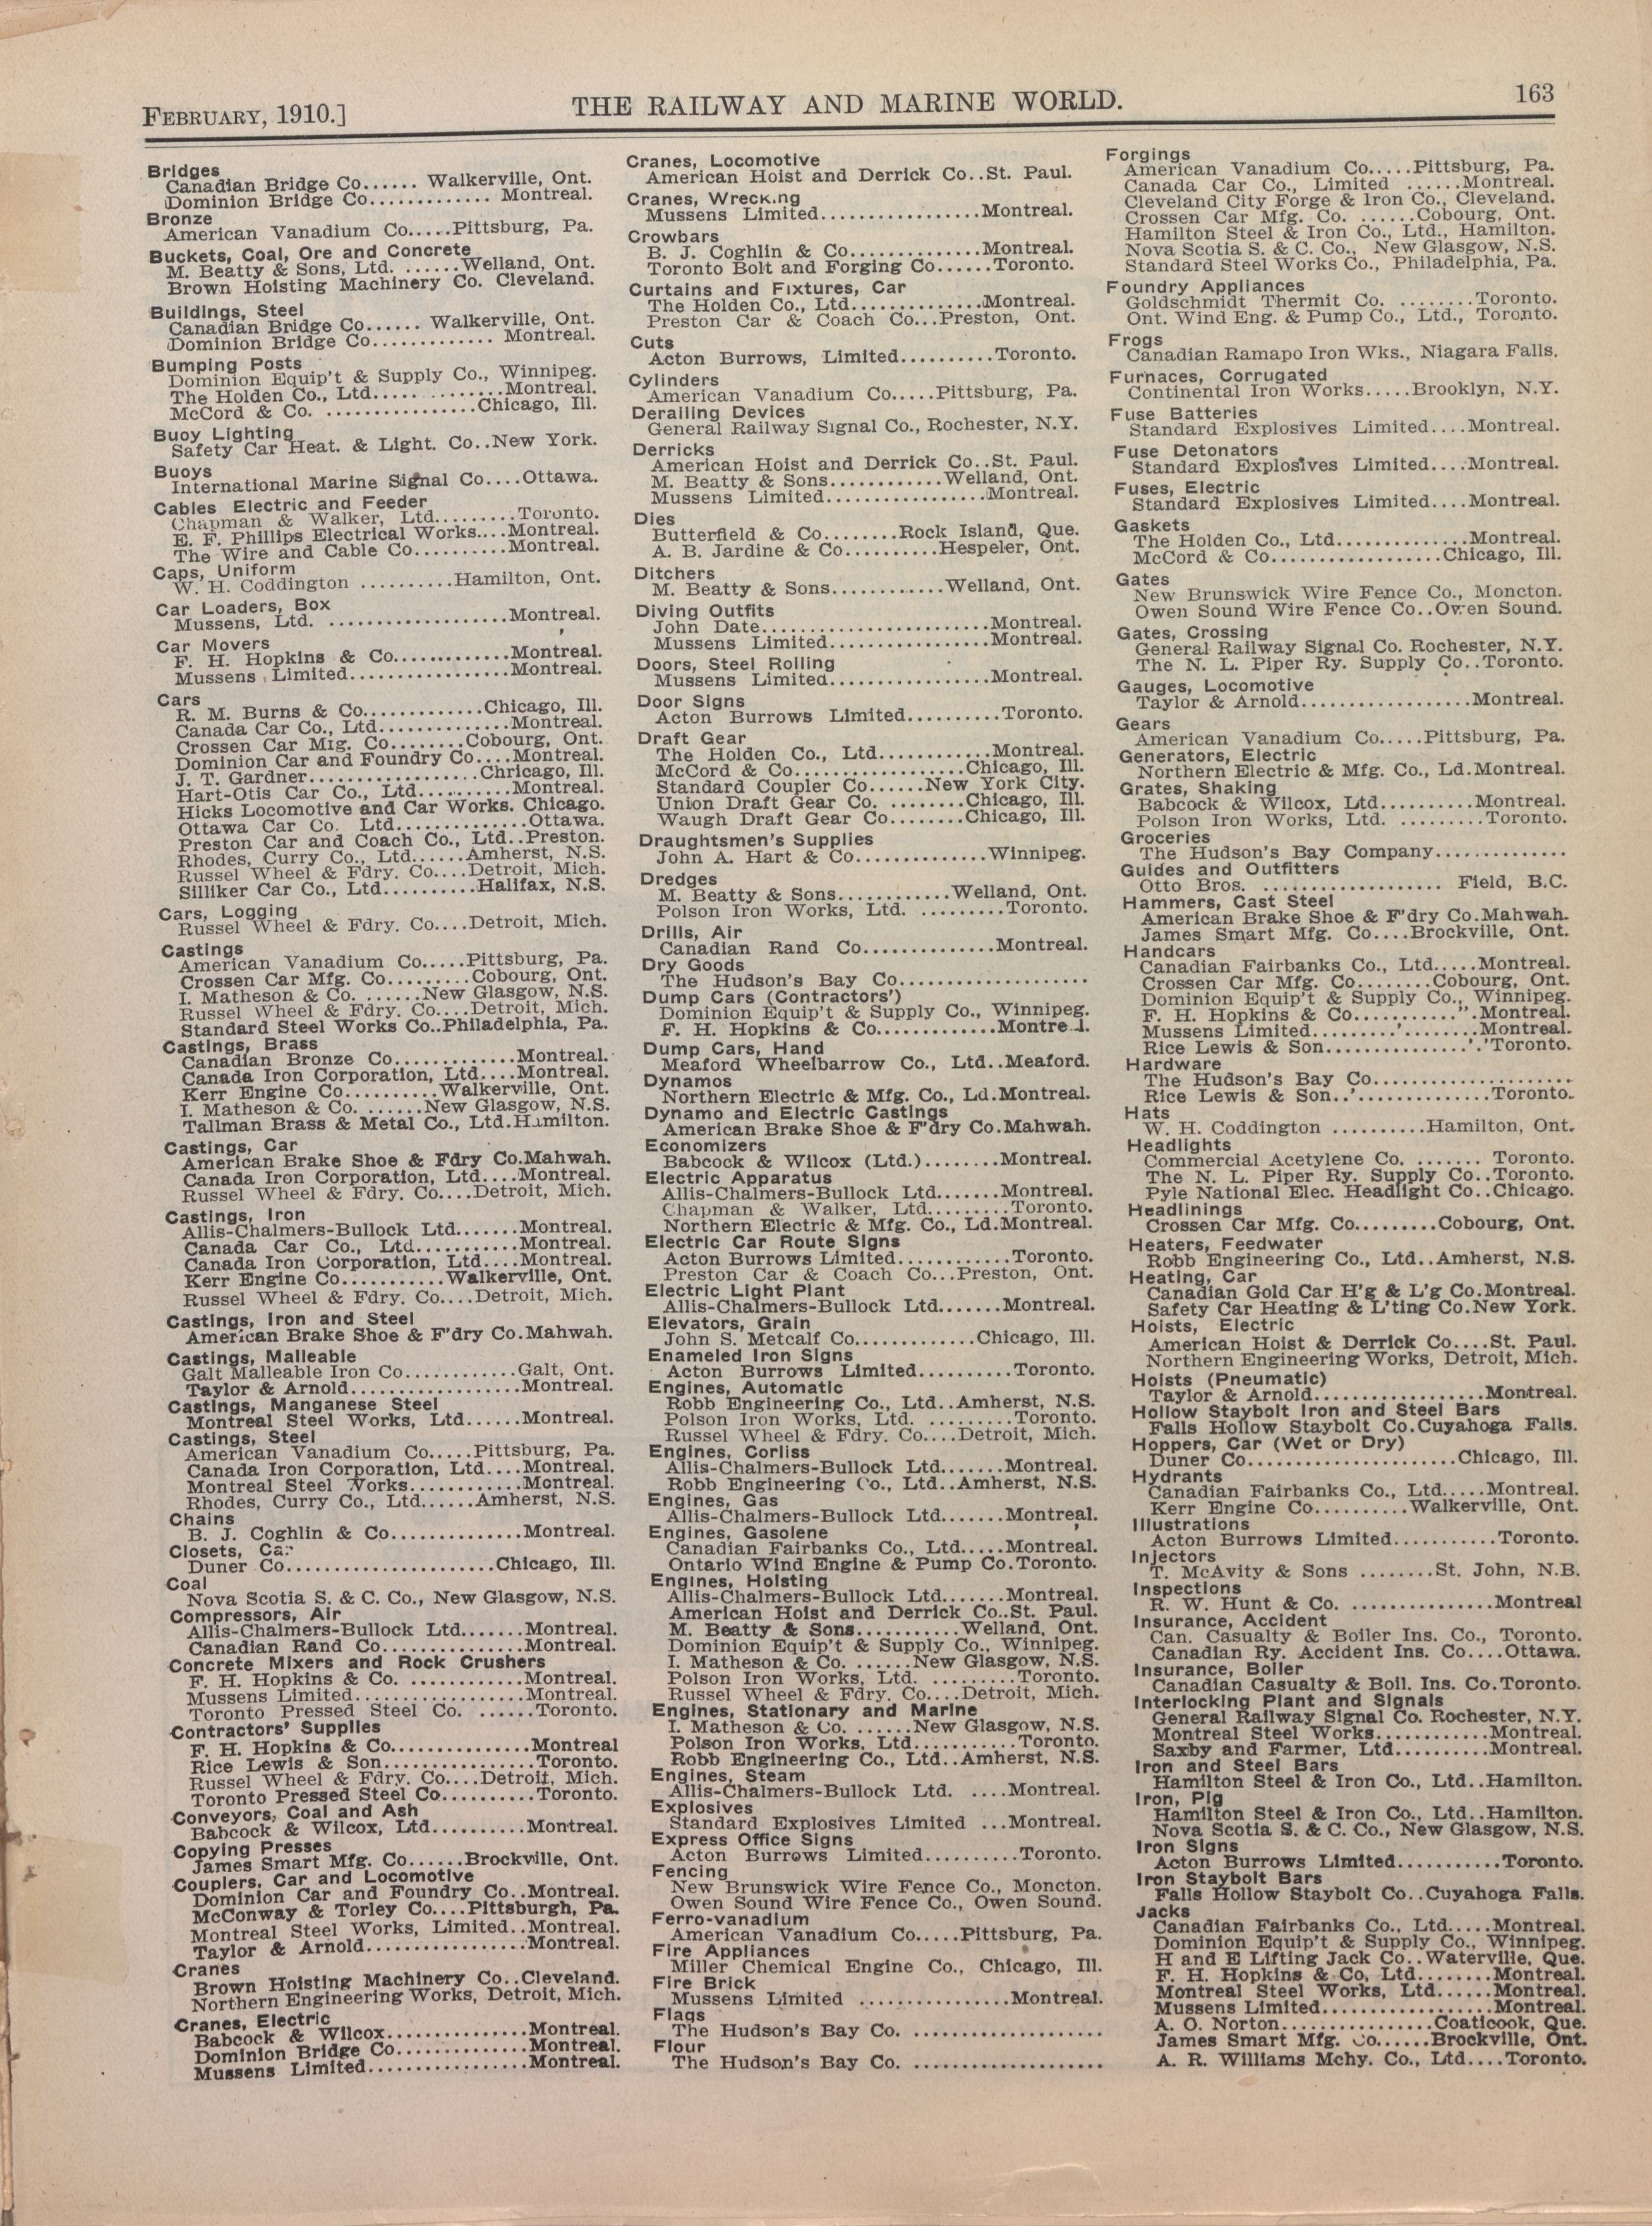 FEBRUARY, 1910.]
THE RAILWAY AND MARINE WORLD.
163
Bridges
Canadian Bridge Co...... Walkerville, Ont.
Dominion Bridge Co............. Montreal.
Bronze
American Vanadium Co.....Pittsburg, Pa.
Buckets, Coal, Ore and Concrete
M. Beatty & Sons, Ltd. ......Welland, Ont.
Brown Hoisting Machinery Co. Cleveland.
Buildings, Steel
Canadian Bridge Co...... Walkerville, Ont.
Dominion Bridge Co............. Montreal.
Bumping Posts
Dominion Equip't & Supply Co., Winnipeg.
The Holden Co., Ltd..............Montreal.
McCord & Co. ................Chicago, Ill.
Buoy Lighting
Safety Car Heat. & Light. Co..New York.
Buoys
International Marine Signal Co....Ottawa.
Cables Electric and Feeder
Chapman & Walker, Ltd.........Toronto.
E. F. Phillips Electrical Works....Montreal.
The Wire and Cable Co..........Montreal.
Caps, Uniform
W. H. Coddington ..........Hamilton, Ont.
Car Loaders, Box
Mussens, Ltd. ...................Montreal.
Car Movers
F. H. Hopkins & Co............Montreal.
Mussens Limited.................Montreal.
Cars
R. M. Burns & Co.............Chicago, Ill.
Canada Car Co., Ltd..............Montreal.
Crossen Car Mfg. Co........Cobourg, Ont.
Dominion Car and Foundry Co....Montreal.
J. T. Gardner..................Chricago, Ill.
Hart-Otis Car Co., Ltd..........Montreal.
Hicks Locomotive and Car Works. Chicago.
Ottawa Car Co. Ltd..............Ottawa.
Preston Car and Coach Co., Ltd..Preston.
Rhodes, Curry Co., Ltd......Amherst, N.S.
Russel Wheel & Fdry. Co....Detroit, Mich.
Silliker Car Co., Ltd..........Halifax, N.S.
Cars, Logging
Russel Wheel & Fdry. Co....Detroit, Mich.
Castings
American Vanadium Co.....Pittsburg, Pa.
Crossen Car Mfg. Co.........Cobourg, Ont.
I. Matheson & Co. ......New Glasgow, N.S.
Russel Wheel & Fdry. Co....Detroit, Mich.
Standard Steel Works Co..Philadelphia, Pa.
Castings, Brass
Canadian Bronze Co.............Montreal.
Canada Iron Corporation, Ltd....Montreal.
Kerr Engine Co..........Walkerville, Ont.
I. Matheson & Co. ......New Glasgow, N.S.
Tallman Brass & Metal Co., Ltd.Hamilton.
Castings, Car
American Brake Shoe & Fdry Co.Mahwah.
Canada Iron Corporation, Ltd....Montreal.
Russel Wheel & Fdry. Co....Detroit, Mich.
Castings, Iron
Allis-Chalmers-Bullock Ltd.......Montreal.
Canada Car Co., Ltd...........Montreal.
Canada Iron Corporation, Ltd....Montreal.
Kerr Engine Co...........Walkerville, Ont.
Russel Wheel & Fdry. Co....Detroit, Mich.
Castings, Iron and Steel
American Brake Shoe & F'dry Co.Mahwah.
Castings, Malleable
Galt Malleable Iron Co............Galt, Ont.
Taylor & Arnold..................Montreal.
Castings, Manganese Steel
Montreal Steel Works, Ltd......Montreal.
Castings, Steel
American Vanadium Co.....Pittsburg, Pa.
Canada Iron Corporation, Ltd....Montreal.
Montreal Steel Works............Montreal.
Rhodes, Curry Co., Ltd......Amherst, N.S.
Chains
B. J. Coghlin & Co..............Montreal.
Closets, Car
Duner Co......................Chicago, Ill.
Coal
Nova Scotia S. & C. Co., New Glasgow, N.S.
Compressors, Air
Allis-Chalmers-Bullock Ltd.......Montreal.
Canadian Rand Co...............Montreal.
Concrete Mixers and Rock Crushers
F. H. Hopkins & Co. ............Montreal.
Mussens Limited..................Montreal.
Toronto Pressed Steel Co. ......Toronto.
Contractors' Supplies
F. H. Hopkins & Co...............Montreal
Rice Lewis & Son................Toronto.
Russel Wheel & Fdry. Co....Detroit, Mich.
Toronto Pressed Steel Co..........Toronto.
Conveyors, Coal and Ash
Babcock & Wilcox, Ltd..........Montreal.
Copying Presses
James Smart Mfg. Co......Brockville, Ont.
Couplers, Car and Locomotive
Dominion Car and Foundry Co..Montreal.
McConway & Torley Co....Pittsburgh, Pa.
Montreal Steel Works, Limited..Montreal.
Taylor & Arnold.................Montreal.
Cranes
Brown Hoisting Machinery Co..Cleveland.
Northern Engineering Works, Detroit, Mich.
Cranes, Electric
Babcock & Wilcox...............Montreal.
Dominion Bridge Co..............Montreal.
Mussens Limited.................Montreal.
Cranes, Locomotive
American Hoist and Derrick Co..St. Paul.
Cranes, Wrecking
Mussens Limited.................Montreal.
Crowbars
B. J. Coghlin & Co..............Montreal.
Toronto Bolt and Forging Co......Toronto.
Curtains and Fixtures, Car
The Holden Co., Ltd..............Montreal.
Preston Car & Coach Co...Preston, Ont.
Cuts
Acton Burrows, Limited..........Toronto.
Cylinders
American Vanadium Co.....Pittsburg, Pa.
Derailing Devices
General Railway Signal Co., Rochester, N.Y.
Derricks
American Hoist and Derrick Co..St. Paul.
M. Beatty & Sons............Welland, Ont.
Mussens Limited.................Montreal.
Dies
Butterfield & Co........Rock Island, Que.
A. B. Jardine & Co..........Hespeler, Ont.
Ditchers
M. Beatty & Sons............Welland, Ont.
Diving Outfits
John Date........................Montreal.
Mussens Limited.................Montreal.
Doors, Steel Rolling
Mussens Limited.................Montreal.
Door Signs
Acton Burrows Limited..........Toronto.
Draft Gear
The Holden Co., Ltd............Montreal.
McCord & Co..................Chicago, Ill.
Standard Coupler Co......New York City.
Union Draft Gear Co. ........Chicago, Ill.
Waugh Draft Gear Co........Chicago, Ill.
Draughtsmen's Supplies
John A. Hart & Co..............Winnipeg.
Dredges
M. Beatty & Sons............Welland, Ont.
Polson Iron Works, Ltd. .........Toronto.
Drills, Air
Canadian Rand Co..............Montreal.
Dry Goods
The Hudson's Bay Co....................
Dump Cars (Contractors')
Dominion Equip't & Supply Co., Winnipeg.
F. H. Hopkins & Co............Montre l.
Dump Cars, Hand
Meaford Wheelbarrow Co., Ltd..Meaford.
Dynamos
Northern Electric & Mfg. Co., Ld.Montreal.
Dynamo and Electric Castings
American Brake Shoe & F'dry Co.Mahwah.
Economizers
Babcock & Wilcox (Ltd.)........Montreal.
Electric Apparatus
Allis-Chalmers-Bullock Ltd.......Montreal.
Chapman & Walker, Ltd.........Toronto.
Northern Electric & Mfg. Co., Ld.Montreal.
Electric Car Route Signs
Acton Burrows Limited............Toronto.
Preston Car & Coach Co...Preston, Ont.
Electric Light Plant
Allis-Chalmers-Bullock Ltd.......Montreal.
Elevators, Grain
John S. Metcalf Co.............Chicago, Ill.
Enameled Iron Signs
Acton Burrows Limited..........Toronto.
Engines, Automatic
Robb Engineering Co., Ltd..Amherst, N.S.
Polson Iron Works, Ltd. .........Toronto.
Russel Wheel & Fdry. Co....Detroit, Mich.
Engines, Corliss
Allis-Chalmers-Bullock Ltd.......Montreal.
Robb Engineering Co., Ltd..Amherst, N.S.
Engines, Gas
Allis-Chalmers-Bullock Ltd.......Montreal.
Engines, Gasolene
Canadian Fairbanks Co., Ltd.....Montreal.
Ontario Wind Engine & Pump Co.Toronto.
Engines, Hoisting
Allis-Chalmers-Bullock Ltd.......Montreal.
American Hoist and Derrick Co..St. Paul.
M. Beatty & Sons...........Welland, Ont.
Dominion Equip't & Supply Co., Winnipeg.
I. Matheson & Co. ......New Glasgow, N.S.
Polson Iron Works, Ltd. .........Toronto.
Russel Wheel & Fdry. Co....Detroit, Mich.
Engines, Stationary and Marine
I. Matheson & Co. ......New Glasgow, N.S.
Polson Iron Works, Ltd...........Toronto.
Robb Engineering Co., Ltd..Amherst, N.S.
Engines, Steam
Allis-Chalmers-Bullock Ltd. ....Montreal.
Explosives
Standard Explosives Limited ...Montreal.
Express Office Signs
Acton Burrows Limited..........Toronto.
Fencing
New Brunswick Wire Fence Co., Moncton.
Owen Sound Wire Fence Co., Owen Sound.
Ferro-vanadium
American Vanadium Co.....Pittsburg, Pa.
Fire Appliances
Miller Chemical Engine Co., Chicago, Ill.
Fire Brick
Mussens Limited ................Montreal.
Flags
The Hudson's Bay Co. ....................
Flour
The Hudson's Bay Co. ....................
Forgings
American Vanadium Co.....Pittsburg, Pa.
Canada Car Co., Limited ......Montreal.
Cleveland City Forge & Iron Co., Cleveland.
Crossen Car Mfg. Co. ......Cobourg, Ont.
Hamilton Steel & Iron Co., Ltd., Hamilton.
Nova Scotia S. & C. Co., New Glasgow, N.S.
Standard Steel Works Co., Philadelphia, Pa.
Foundry Appliances
Goldschmidt Thermit Co. ........Toronto.
Ont. Wind Eng. & Pump Co., Ltd., Toronto.
Frogs
Canadian Ramapo Iron Wks., Niagara Falls.
Furnaces, Corrugated
Continental Iron Works.....Brooklyn, N.Y.
Fuse Batteries
Standard Explosives Limited....Montreal.
Fuse Detonators
Standard Explosives Limited....Montreal.
Fuses, Electric
Standard Explosives Limited....Montreal.
Gaskets
The Holden Co., Ltd..............Montreal.
McCord & Co..................Chicago, Ill.
Gates
New Brunswick Wire Fence Co., Moncton.
Owen Sound Wire Fence Co..Owen Sound.
Gates, Crossing
General Railway Signal Co. Rochester, N.Y.
The N. L. Piper Ry. Supply Co..Toronto.
Gauges, Locomotive
Taylor & Arnold..................Montreal.
Gears
American Vanadium Co.....Pittsburg, Pa.
Generators, Electric
Northern Electric & Mfg. Co., Ld.Montreal.
Grates, Shaking
Babcock & Wilcox, Ltd..........Montreal.
Polson Iron Works, Ltd. .........Toronto.
Groceries
The Hudson's Bay Company..............
Guides and Outfitters
Otto Bros. ................... Field, B.C.
Hammers, Cast Steel
American Brake Shoe & F'dry Co.Mahwah.
James Smart Mfg. Co....Brockville, Ont.
Handcars
Canadian Fairbanks Co., Ltd.....Montreal.
Crossen Car Mfg. Co........Cobourg, Ont.
Dominion Equip't & Supply Co., Winnipeg.
F. H. Hopkins & Co...........".Montreal.
Mussens Limited.........'........Montreal.
Rice Lewis & Son...............'.'Toronto.
Hardware
The Hudson's Bay Co.....................
Rice Lewis & Son..'..............Toronto.
Hats
W. H. Coddington ..........Hamilton, Ont.
Headlights
Commercial Acetylene Co. ....... Toronto.
The N. L. Piper Ry. Supply Co..Toronto.
Pyle National Elec. Headlight Co..Chicago.
Headlinings
Crossen Car Mfg. Co.........Cobourg, Ont.
Heaters, Feedwater
Robb Engineering Co., Ltd..Amherst, N.S.
Heating, Car
Canadian Gold Car H'g & L'g Co.Montreal.
Safety Car Heating & L'ting Co.New York.
Hoists, Electric
American Hoist & Derrick Co....St. Paul.
Northern Engineering Works, Detroit, Mich.
Hoists (Pneumatic)
Taylor & Arnold..................Montreal.
Hollow Staybolt Iron and Steel Bars
Falls Hollow Staybolt Co.Cuyahoga Falls.
Hoppers, Car (Wet or Dry)
Duner Co......................Chicago, Ill.
Hydrants
Canadian Fairbanks Co., Ltd.....Montreal.
Kerr Engine Co..........Walkerville, Ont.
Illustrations
Acton Burrows Limited...........Toronto.
Injectors
T. McAvity & Sons ........St. John, N.B.
Inspections
R. W. Hunt & Co. ...............Montreal
Insurance, Accident
Can. Casualty & Boiler Ins. Co., Toronto.
Canadian Ry. Accident Ins. Co....Ottawa.
Insurance, Boiler
Canadian Casualty & Boil. Ins. Co.Toronto.
Interlocking Plant and Signals
General Railway Signal Co. Rochester, N.Y.
Montreal Steel Works............Montreal.
Saxby and Farmer, Ltd..........Montreal.
Iron and Steel Bars
Hamilton Steel & Iron Co., Ltd..Hamilton.
Iron, Pig
Hamilton Steel & Iron Co., Ltd..Hamilton.
Nova Scotia S. & C. Co., New Glasgow, N.S.
Iron Signs
Acton Burrows Limited...........Toronto.
Iron Staybolt Bars
Falls Hollow Staybolt Co..Cuyahoga Falls.
Jacks
Canadian Fairbanks Co., Ltd.....Montreal.
Dominion Equip't & Supply Co., Winnipeg.
H and E Lifting Jack Co..Waterville, Que.
F. H. Hopkins & Co, Ltd........Montreal.
Montreal Steel Works, Ltd......Montreal.
Mussens Limited..................Montreal.
A. O. Norton................Coaticook, Que.
James Smart Mfg. Co......Brockville, Ont.
A. R. Williams Mchy. Co., Ltd....Toronto.